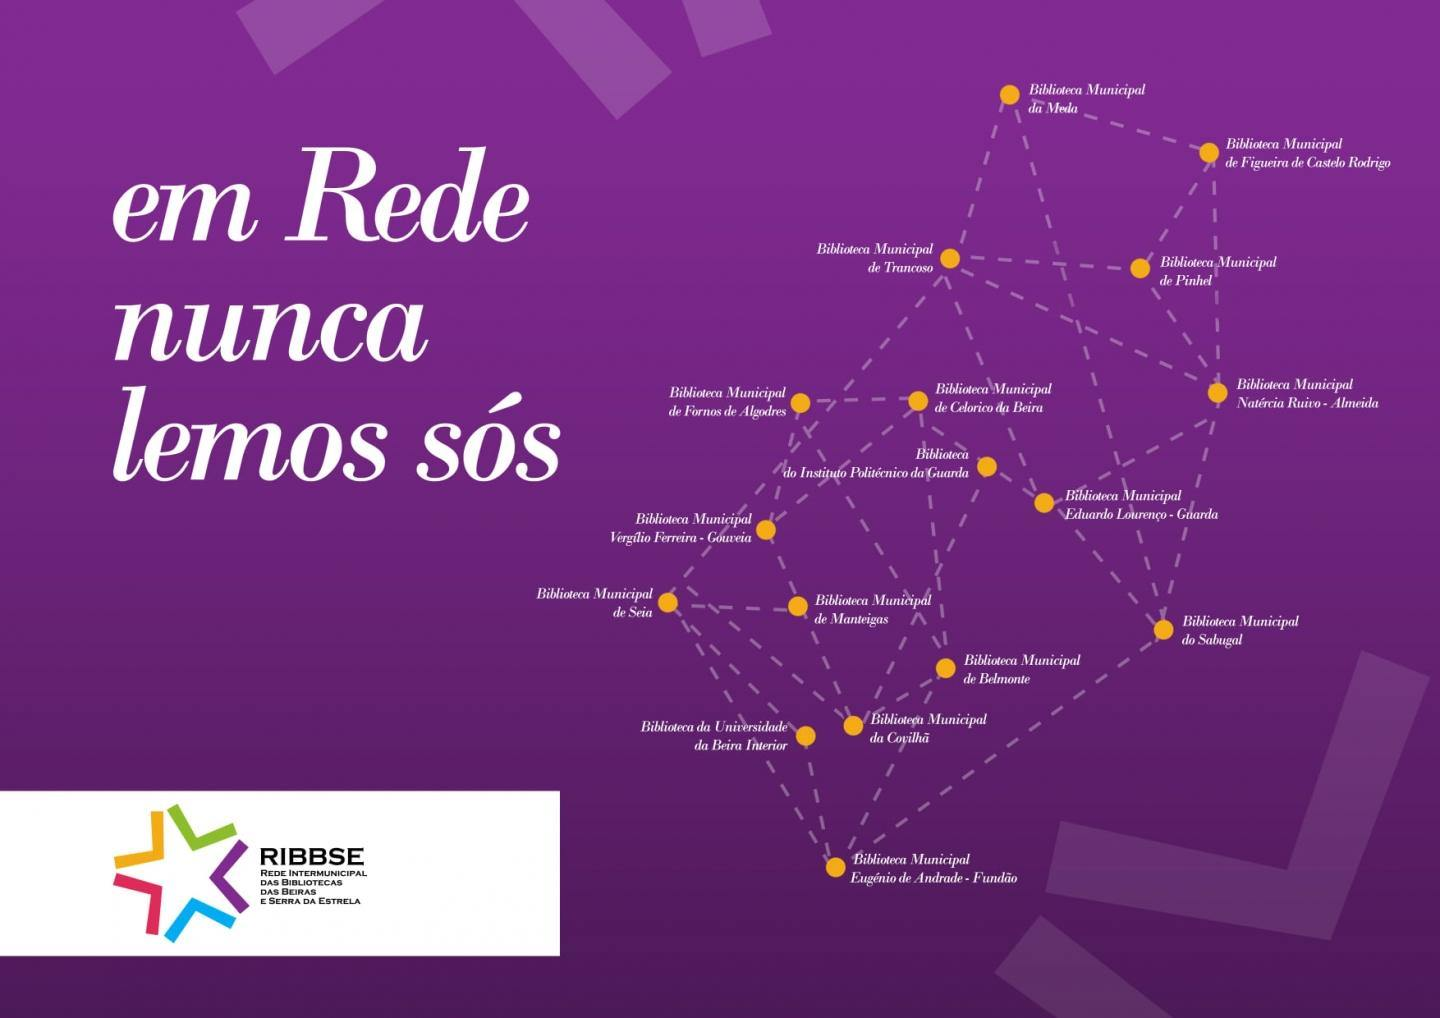 em Rede
nunca
lemos sós
Biblioteca Municipal
da Meda
Biblioteca Municipal
de Figueira de Castelo Rodrigo
Biblioteca Municipal
de Trancoso
Biblioteca Municipal
de Pinhel
Biblioteca Municipal
de Fornos de Algodres
Biblioteca Municipal
de Celorico da Beira
Biblioteca Municipal
Natércia Ruivo - Almeida
Biblioteca
do Instituto Politécnico da Guarda
Biblioteca Municipal
Eduardo Lourenço - Guarda
Biblioteca Municipal
Vergílio Ferreira - Gouveia
Biblioteca Municipal
de Seia
Biblioteca Municipal
de Manteigas
Biblioteca Municipal
do Sabugal
Biblioteca Municipal
de Belmonte
Biblioteca da Universidade
da Beira Interior
Biblioteca Municipal
da Covilhã
Biblioteca Municipal
Eugénio de Andrade - Fundão
RIBBSE
REDE INTERMUNICIPAL
DAS BIBLIOTECAS
DAS BEIRAS
E SERRA DA ESTRELA